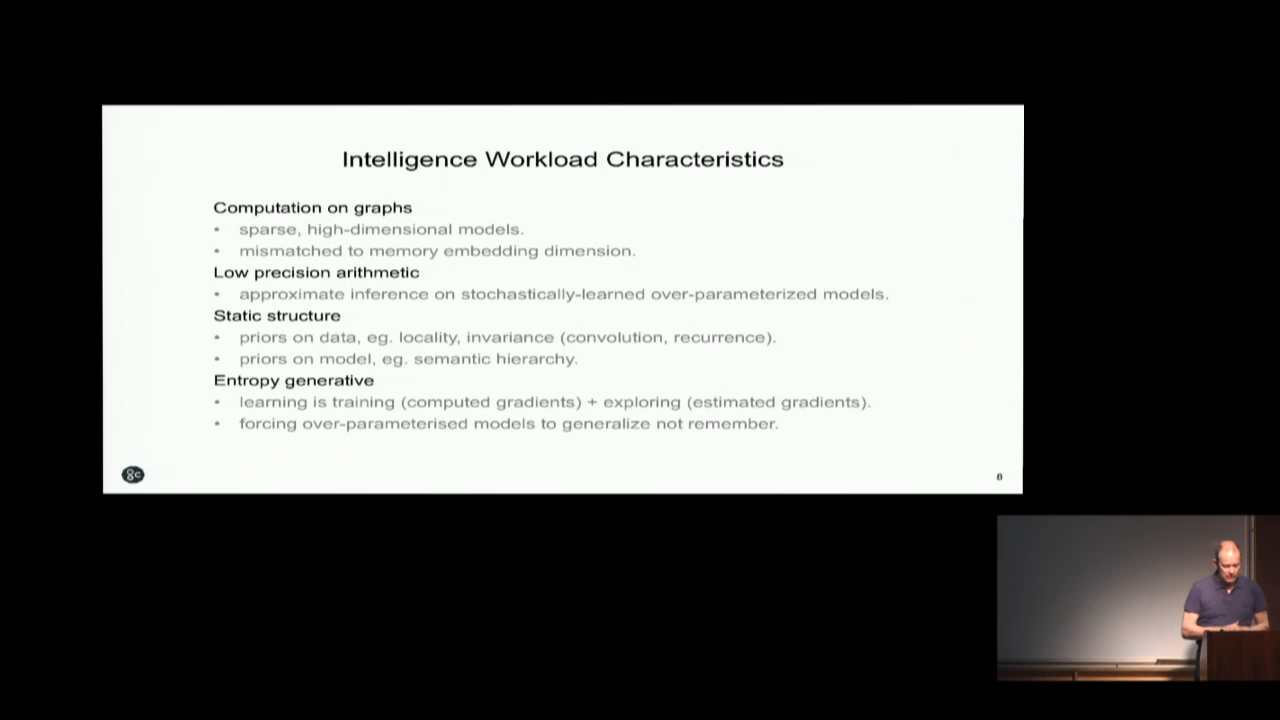 Intelligence Workload Characteristics
Computation on graphs
• sparse, high-dimensional models.
• mismatched to memory embedding dimension.
Low precision arithmetic
• approximate inference on stochastically-learned over-parameterized models.
Static structure
• priors on data, eg. locality, invariance (convolution, recurrence).
• priors on model, eg. semantic hierarchy.
Entropy generative
• learning is training (computed gradients) + exploring (estimated gradients).
• forcing over-parameterised models to generalize not remember.
gc
8